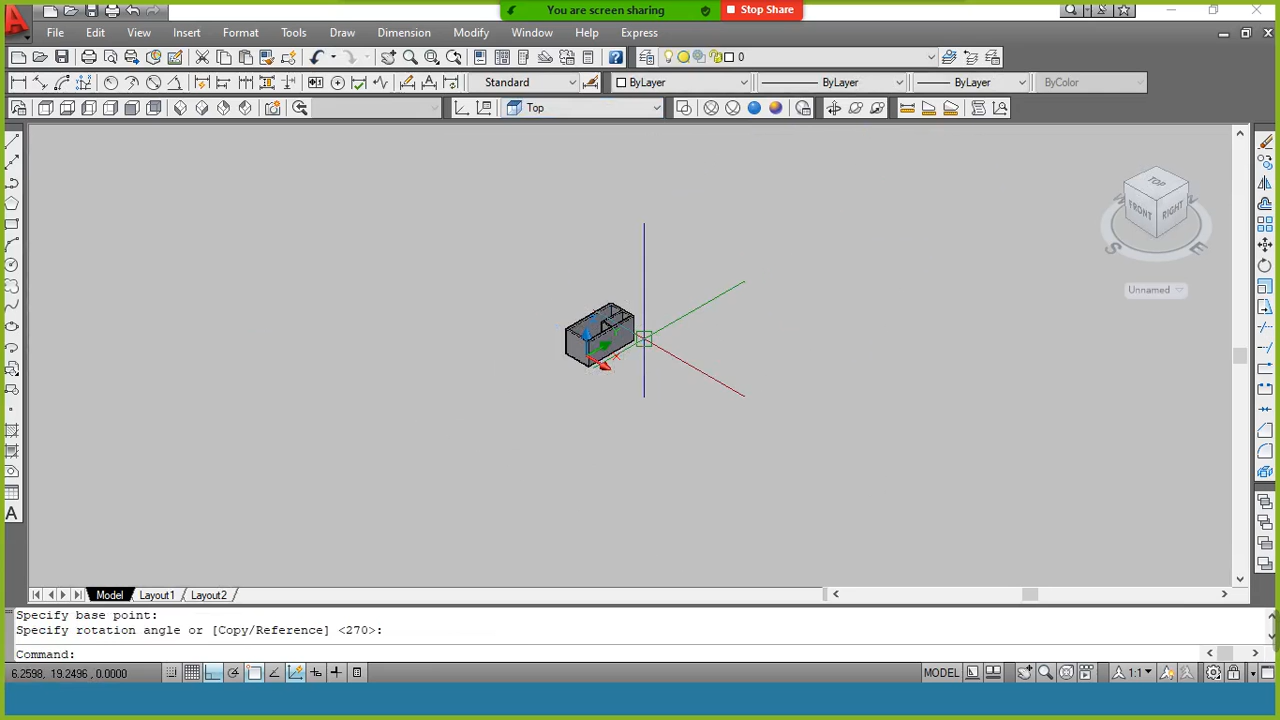 You are screen sharing
Stop Share
File Edit View Insert Format Tools Draw Dimension Modify Window Help Express
0
Standard ByLayer ByLayer ByLayer ByColor
Top
TOP
FRONT
RIGHT
S
E
Unnamed
Model Layout1 Layout2
Specify base point:
Specify rotation angle or [Copy/Reference] <270>:
Command:
6.2598, 19.2496 , 0.0000
MODEL
1:1
A